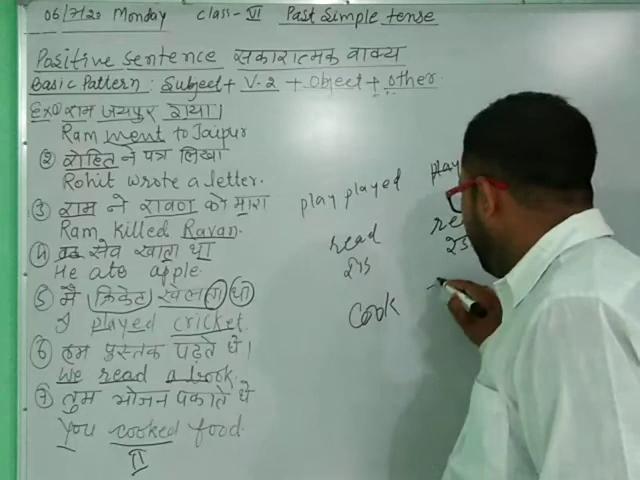 06/7/20 Monday class-VI Past Simple tense
Positive sentence सकारात्मक वाक्य
Basic Pattern: Subject + V-2 + Object + other.
Ex① राम जयपुर गया।
Ram went to Jaipur
② रोहित ने पत्र लिखा
Rohit wrote a letter.
③ राम ने रावण को मारा
Ram killed Ravan.
④ सेव खाता था
He ate apple.
⑤ मैं क्रिकेट खेलता था
I played cricket.
⑥ हम पुस्तक पढ़ते थे।
We read a book.
⑦ तुम भोजन पकाते थे
You cooked food.
II
play played play
read re
रीड रेड
cook